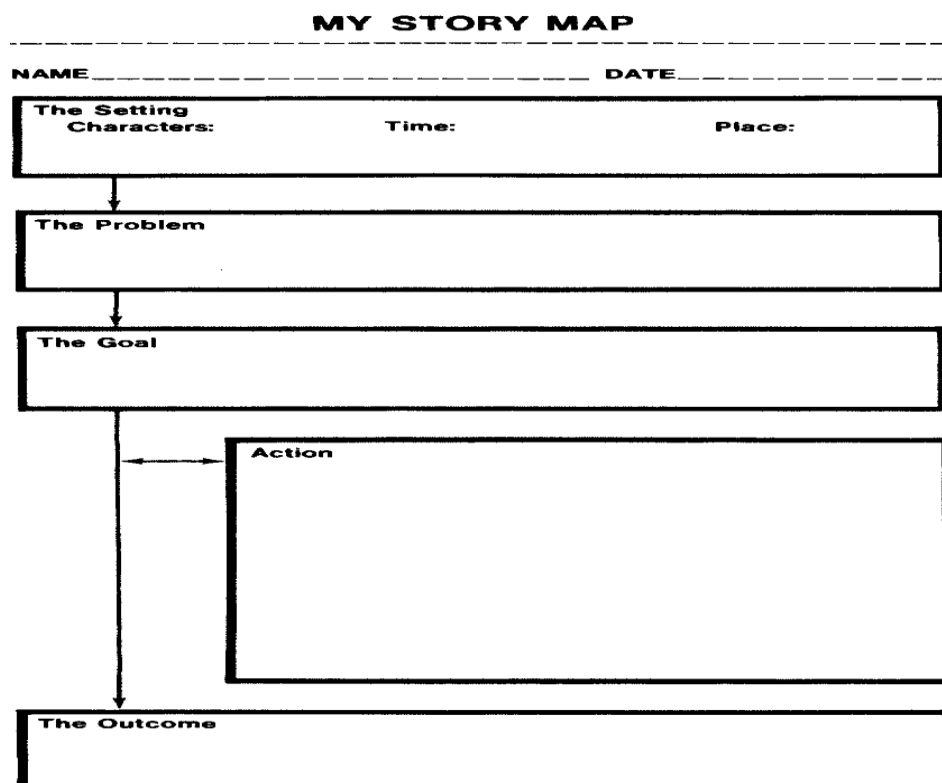 MY STORY MAP
NAME DATE
The Setting
Characters: Time: Place:
The Problem
The Goal
Action
The Outcome